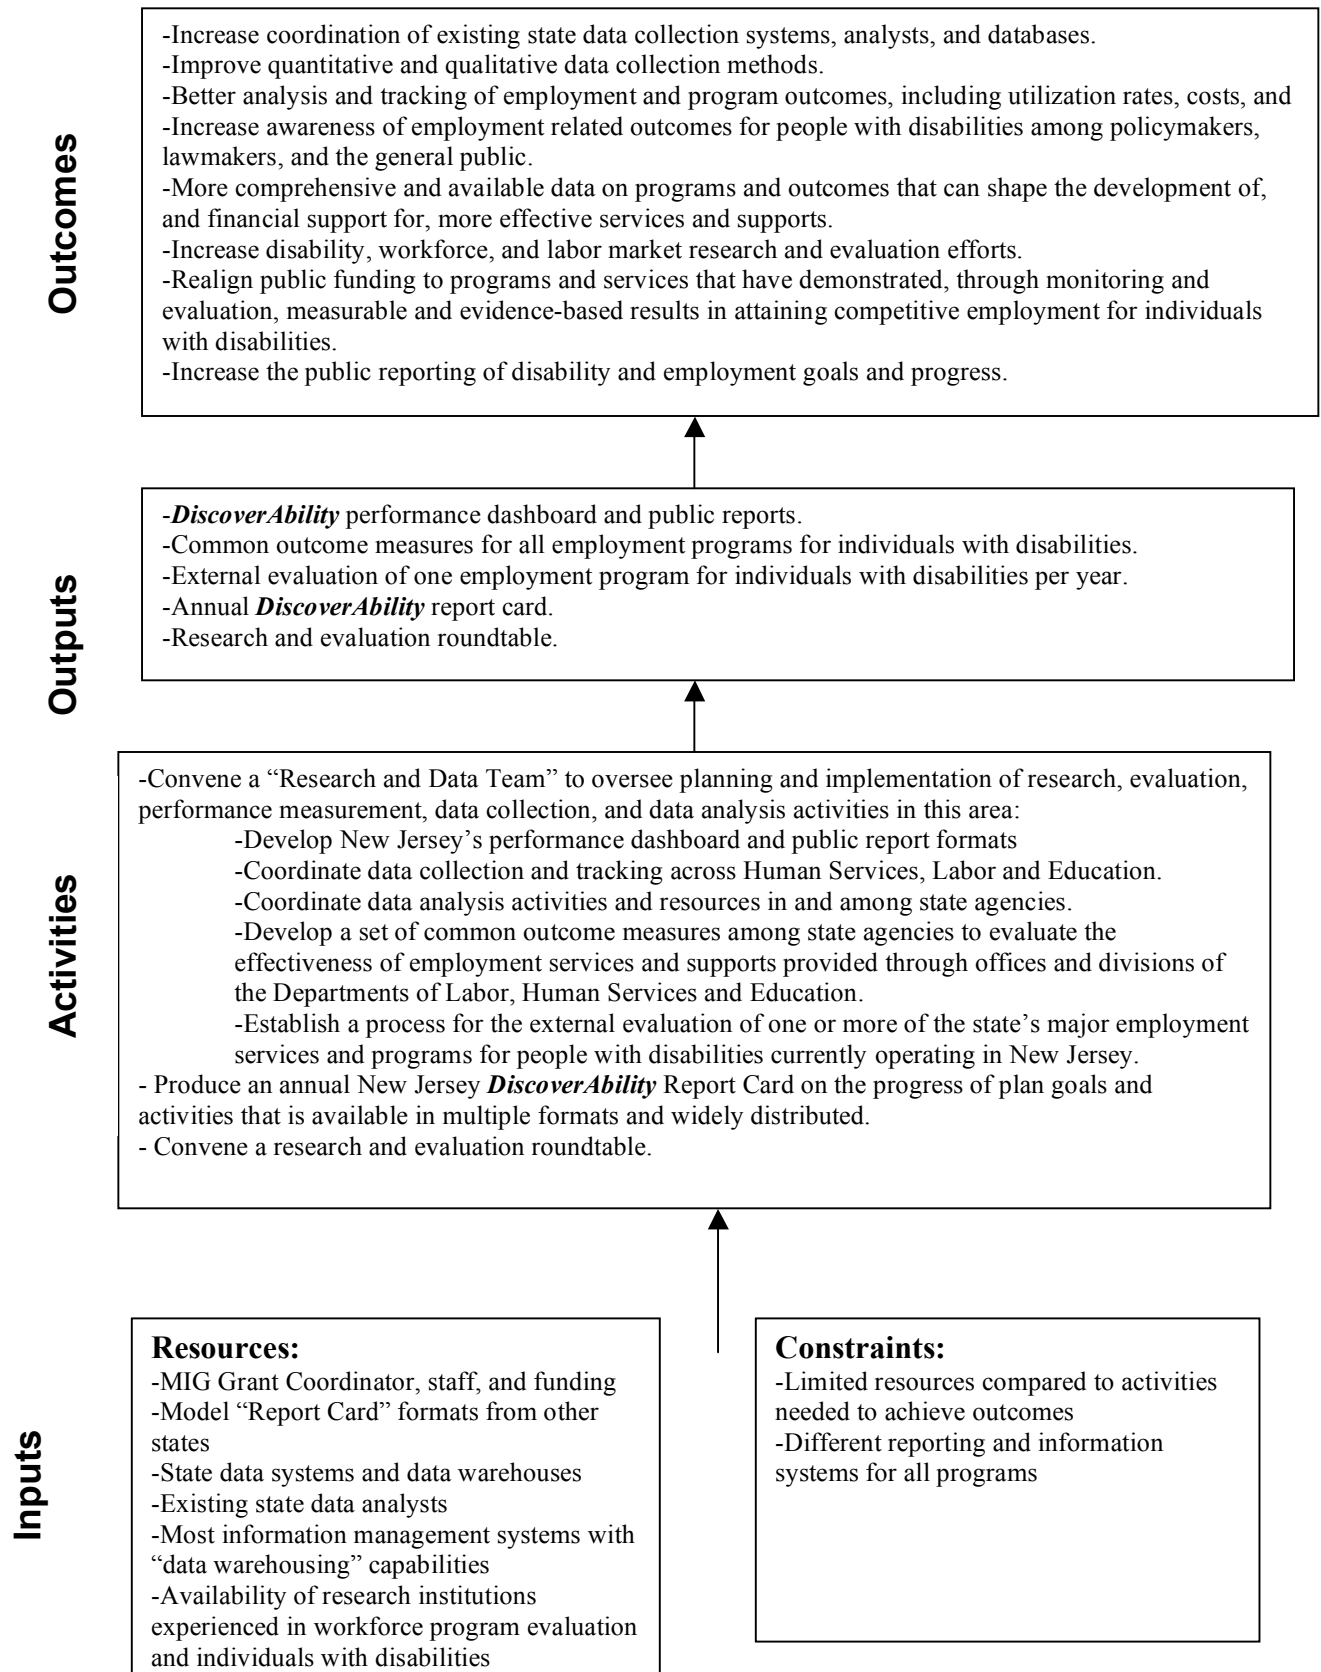 Outcomes
-Increase coordination of existing state data collection systems, analysts, and databases.
-Improve quantitative and qualitative data collection methods.
-Better analysis and tracking of employment and program outcomes, including utilization rates, costs, and
-Increase awareness of employment related outcomes for people with disabilities among policymakers,
lawmakers, and the general public.
-More comprehensive and available data on programs and outcomes that can shape the development of,
and financial support for, more effective services and supports.
-Increase disability, workforce, and labor market research and evaluation efforts.
-Realign public funding to programs and services that have demonstrated, through monitoring and
evaluation, measurable and evidence-based results in attaining competitive employment for individuals
with disabilities.
-Increase the public reporting of disability and employment goals and progress.
Outputs
-DiscoverAbility performance dashboard and public reports.
-Common outcome measures for all employment programs for individuals with disabilities.
-External evaluation of one employment program for individuals with disabilities per year.
-Annual DiscoverAbility report card.
-Research and evaluation roundtable.
Activities
-Convene a “Research and Data Team” to oversee planning and implementation of research, evaluation,
performance measurement, data collection, and data analysis activities in this area:
-Develop New Jersey’s performance dashboard and public report formats
-Coordinate data collection and tracking across Human Services, Labor and Education.
-Coordinate data analysis activities and resources in and among state agencies.
-Develop a set of common outcome measures among state agencies to evaluate the
effectiveness of employment services and supports provided through offices and divisions of
the Departments of Labor, Human Services and Education.
-Establish a process for the external evaluation of one or more of the state’s major employment
services and programs for people with disabilities currently operating in New Jersey.
- Produce an annual New Jersey DiscoverAbility Report Card on the progress of plan goals and
activities that is available in multiple formats and widely distributed.
- Convene a research and evaluation roundtable.
Inputs
Resources:
-MIG Grant Coordinator, staff, and funding
-Model “Report Card” formats from other
states
-State data systems and data warehouses
-Existing state data analysts
-Most information management systems with
“data warehousing” capabilities
-Availability of research institutions
experienced in workforce program evaluation
and individuals with disabilities
Constraints:
-Limited resources compared to activities
needed to achieve outcomes
-Different reporting and information
systems for all programs